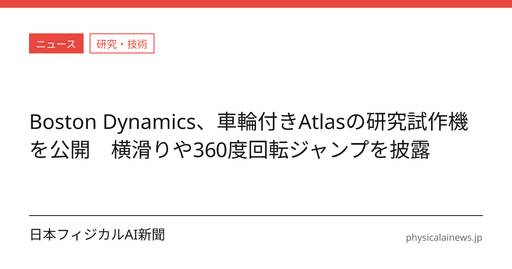 ニュース 研究・技術
Boston Dynamics、車輪付きAtlasの研究試作機
を公開　横滑りや360度回転ジャンプを披露
日本フィジカルAI新聞
physicalainews.jp